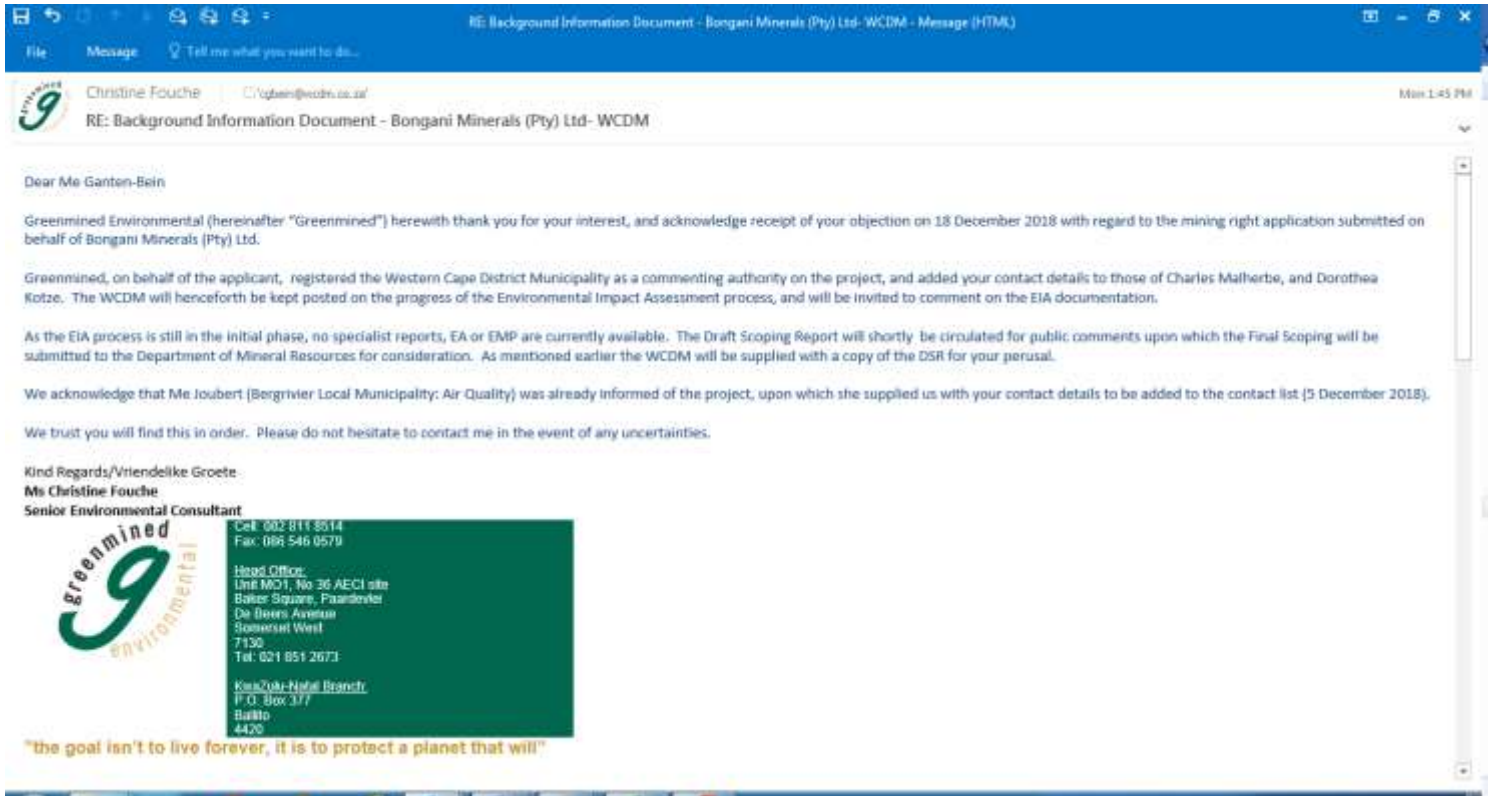 RE: Background Information Document - Bongani Minerals (Pty) Ltd- WCDM - Message (HTML)
File Message Tell me what you want to do...
Christine Fouche
Mon 1:45 PM
RE: Background Information Document - Bongani Minerals (Pty) Ltd- WCDM
Dear Me Ganten-Bein
Greenmined Environmental (hereinafter "Greenmined") herewith thank you for your interest, and acknowledge receipt of your objection on 18 December 2018 with regard to the mining right application submitted on
behalf of Bongani Minerals (Pty) Ltd.
Greenmined, on behalf of the applicant, registered the Western Cape District Municipality as a commenting authority on the project, and added your contact details to those of Charles Malherbe, and Dorothea
Kotze. The WCDM will henceforth be kept posted on the progress of the Environmental Impact Assessment process, and will be invited to comment on the EIA documentation.
As the EIA process is still in the initial phase, no specialist reports, EA or EMP are currently available. The Draft Scoping Report will shortly be circulated for public comments upon which the Final Scoping will be
submitted to the Department of Mineral Resources for consideration. As mentioned earlier the WCDM will be supplied with a copy of the DSR for your perusal.
We acknowledge that Me Joubert (Bergrivier Local Municipality: Air Quality) was already informed of the project, upon which she supplied us with your contact details to be added to the contact list (5 December 2018).
We trust you will find this in order. Please do not hesitate to contact me in the event of any uncertainties.
Kind Regards/Vriendelike Groete
Ms Christine Fouche
Senior Environmental Consultant
greenmined
g
environmental
Cell: 082 811 8514
Fax: 086 546 0579
Head Office:
Unit MO1, No 36 AECI site
Baker Square, Paardevlei
De Beers Avenue
Somerset West
7130
Tel: 021 851 2673
KwaZulu-Natal Branch:
P.O. Box 377
Ballito
4420
"the goal isn't to live forever, it is to protect a planet that will"